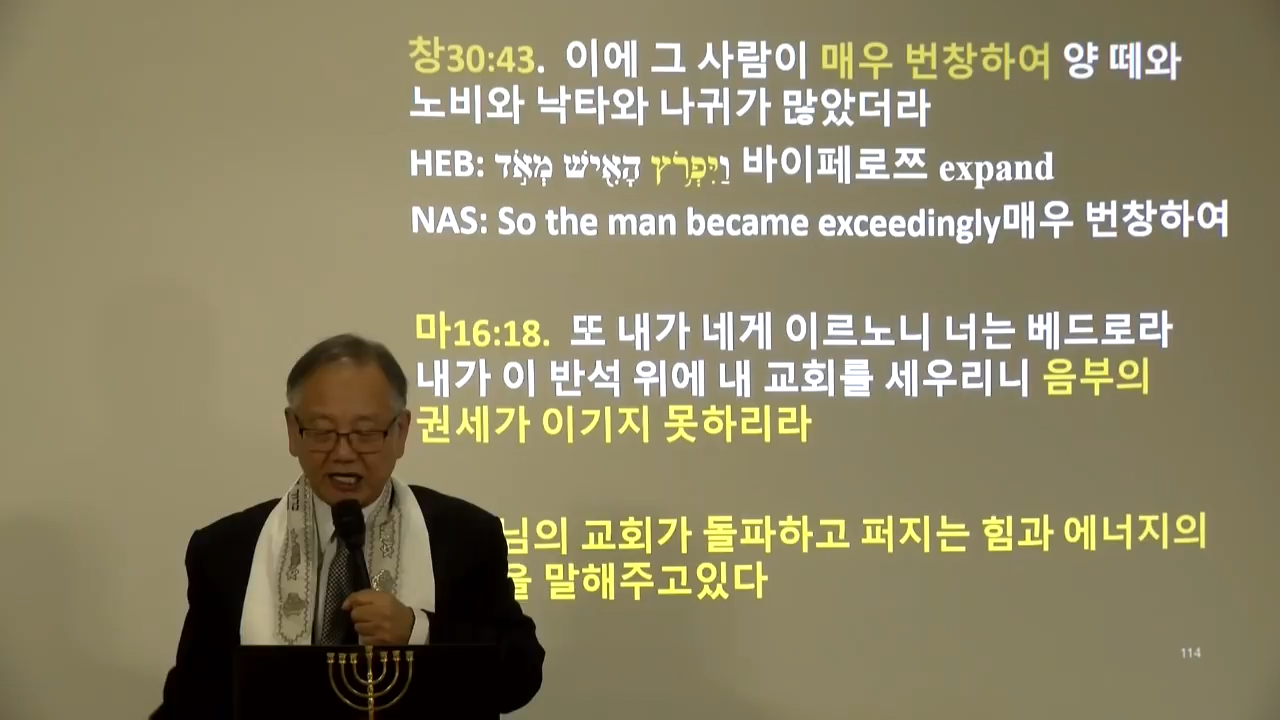 창30:43. 이에 그 사람이 매우 번창하여 양 떼와
노비와 낙타와 나귀가 많았더라
HEB: וַיִּפְרֹ֥ץ הָאִ֖ישׁ מְאֹ֣ד 바이페로쯔 expand
NAS: So the man became exceedingly매우 번창하여
마16:18. 또 내가 네게 이르노니 너는 베드로라
내가 이 반석 위에 내 교회를 세우리니 음부의
권세가 이기지 못하리라
님의 교회가 돌파하고 퍼지는 힘과 에너지의
을 말해주고있다
114